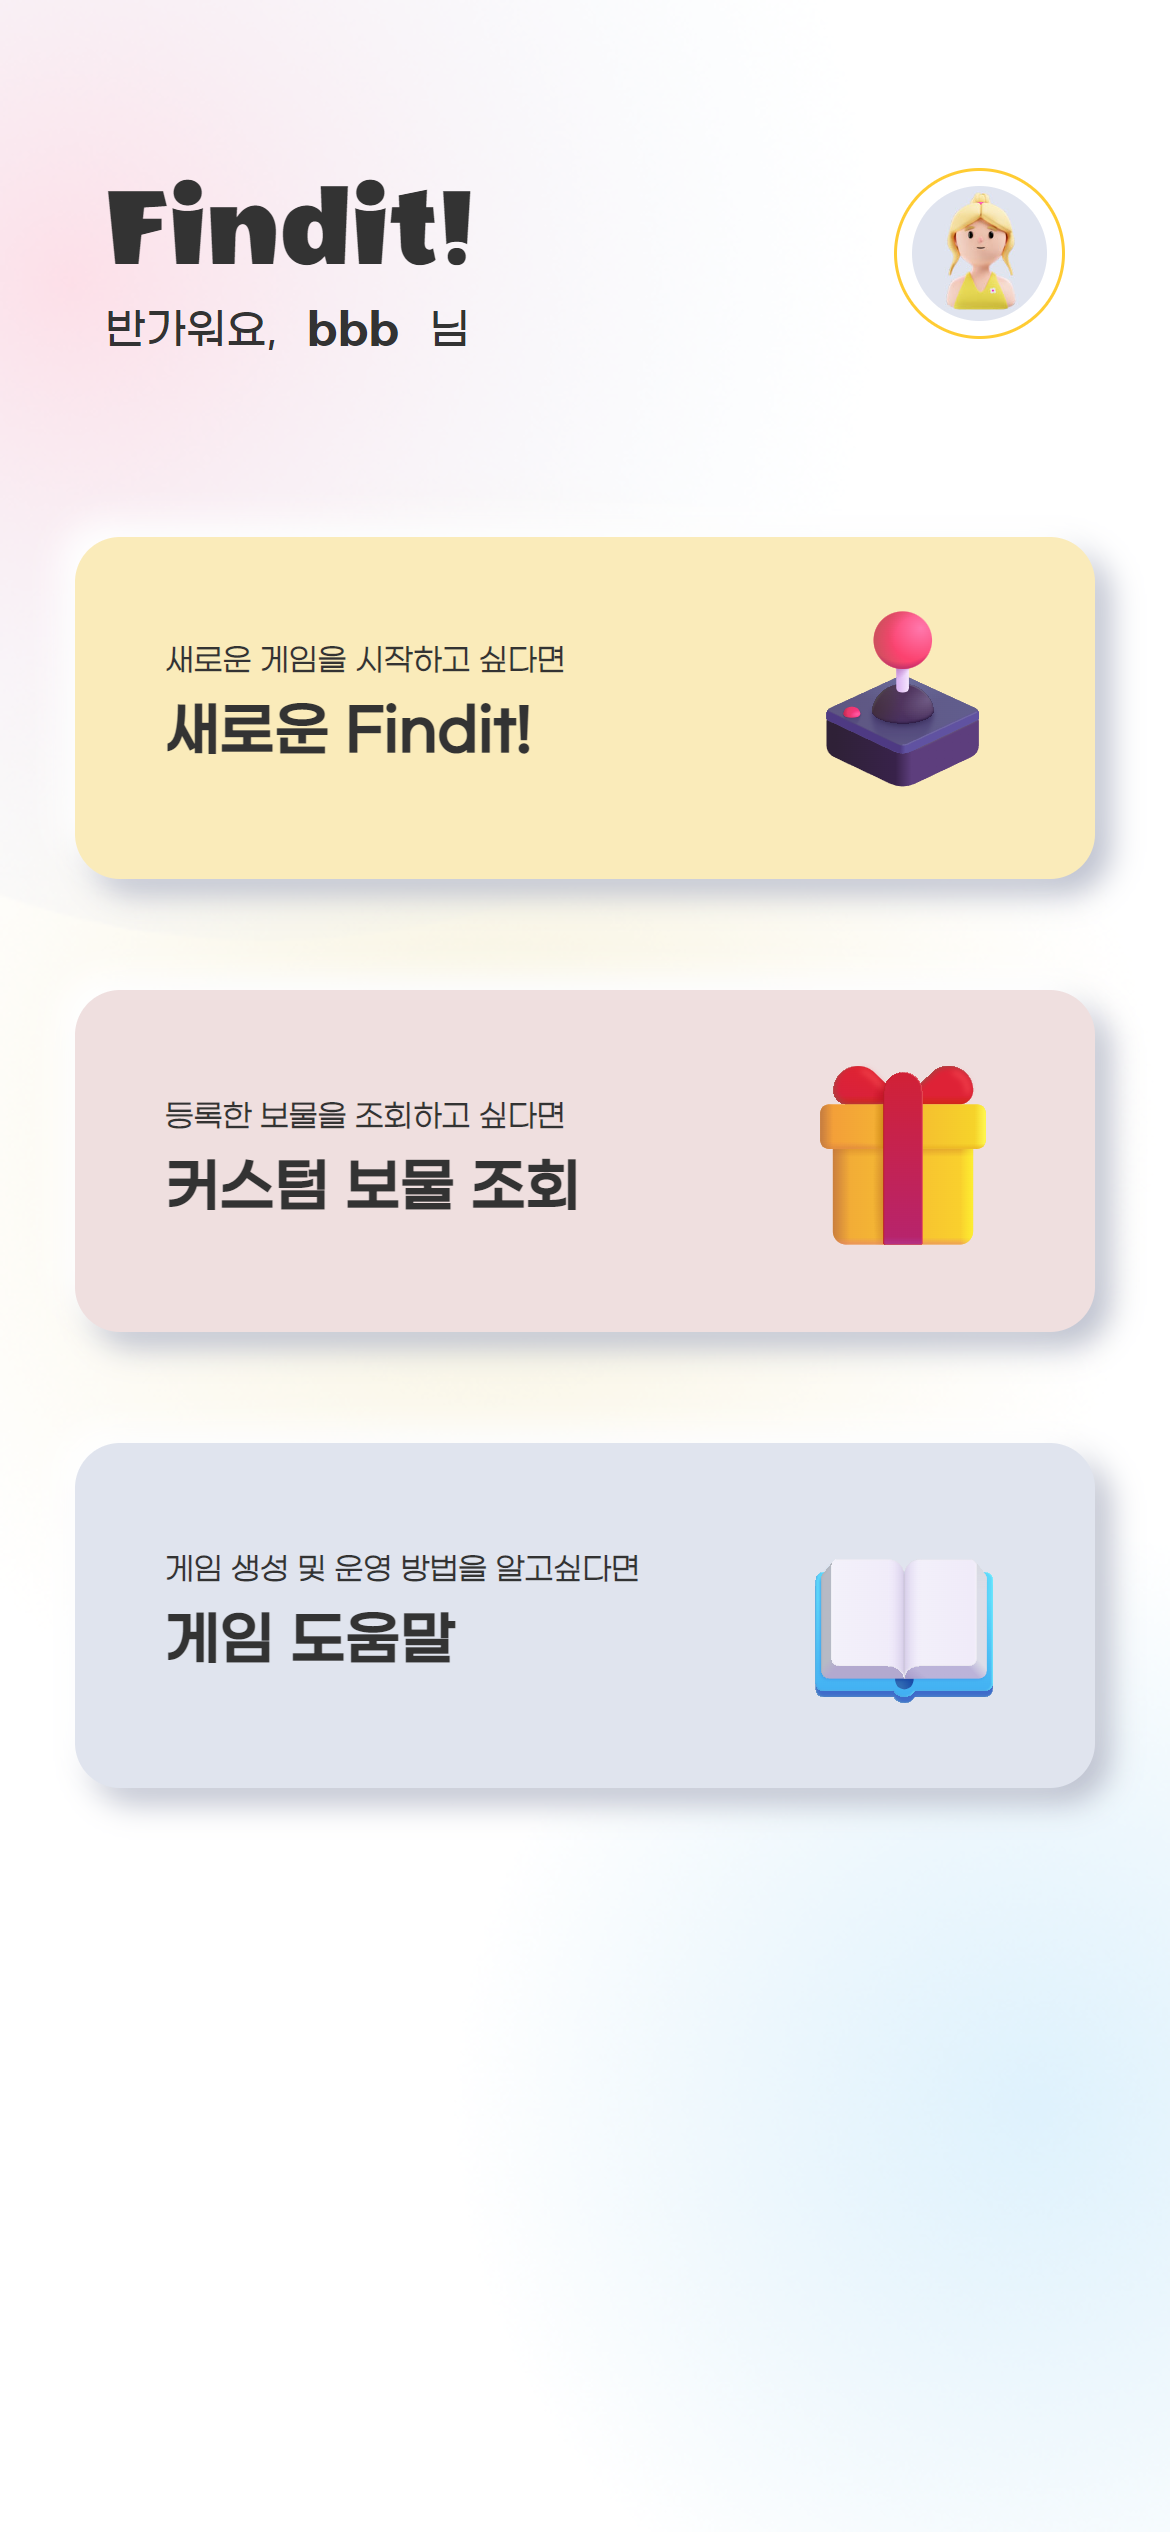 Findit!
반가워요, bbb 님
새로운 게임을 시작하고 싶다면
새로운 Findit!
등록한 보물을 조회하고 싶다면
커스텀 보물 조회
게임 생성 및 운영 방법을 알고싶다면
게임 도움말